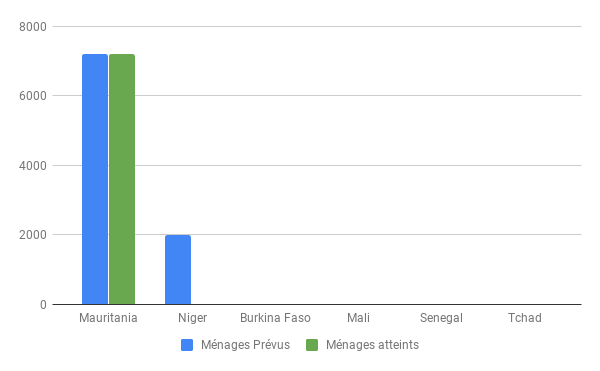 8000
6000
4000
2000
0
Mauritania Niger Burkina Faso Mali Senegal Tchad
Ménages Prévus Ménages atteints